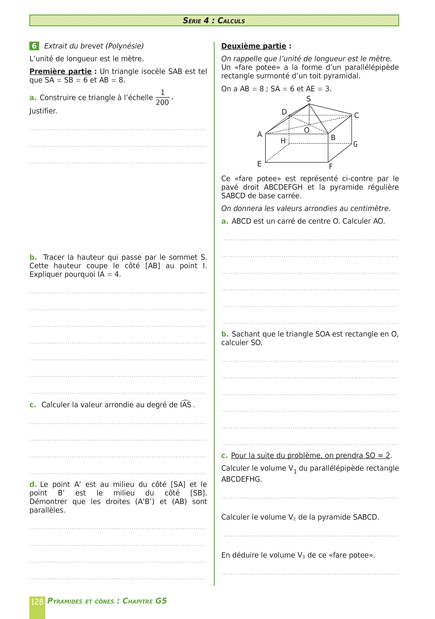 SÉRIE 4 : CALCULS
6 Extrait du brevet (Polynésie)
L'unité de longueur est le mètre.
Première partie : Un triangle isocèle SAB est tel
que SA = SB = 6 et AB = 8.
a. Construire ce triangle à l'échelle 1/200.
Justifier.
b. Tracer la hauteur qui passe par le sommet S.
Cette hauteur coupe le côté [AB] au point I.
Expliquer pourquoi IA = 4.
c. Calculer la valeur arrondie au degré de IAS .
d. Le point A' est au milieu du côté [SA] et le
point B' est le milieu du côté [SB].
Démontrer que les droites (A'B') et (AB) sont
parallèles.
Deuxième partie :
On rappelle que l'unité de longueur est le mètre.
Un «fare potee» a la forme d'un parallélépipède
rectangle surmonté d'un toit pyramidal.
On a AB = 8 ; SA = 6 et AE = 3.
S
D
C
O
A
B
H
G
E
F
Ce «fare potee» est représenté ci-contre par le
pavé droit ABCDEFGH et la pyramide régulière
SABCD de base carrée.
On donnera les valeurs arrondies au centimètre.
a. ABCD est un carré de centre O. Calculer AO.
b. Sachant que le triangle SOA est rectangle en O,
calculer SO.
c. Pour la suite du problème, on prendra SO = 2.
Calculer le volume V1 du parallélépipède rectangle
ABCDEFHG.
Calculer le volume V2 de la pyramide SABCD.
En déduire le volume V3 de ce «fare potee».
128 PYRAMIDES ET CÔNES : CHAPITRE G5